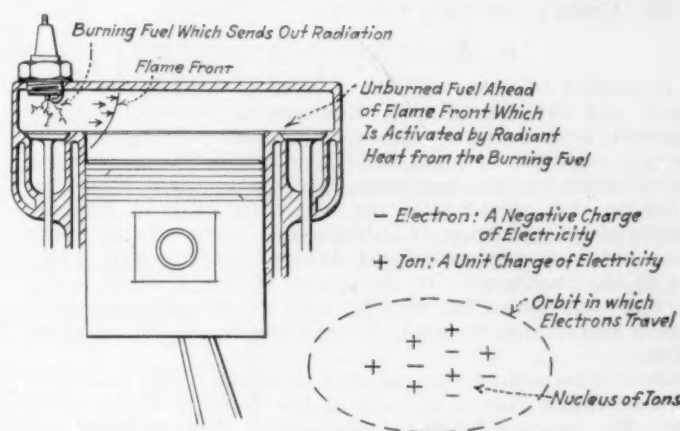 Burning Fuel Which Sends Out Radiation
Flame Front
Unburned Fuel Ahead
of Flame Front Which
Is Activated by Radiant
Heat from the Burning Fuel
− Electron: A Negative Charge
of Electricity
+ Ion: A Unit Charge of Electricity
Orbit in which
Electrons Travel
+
+ − +
+ − + −
+ −
Nucleus of Ions